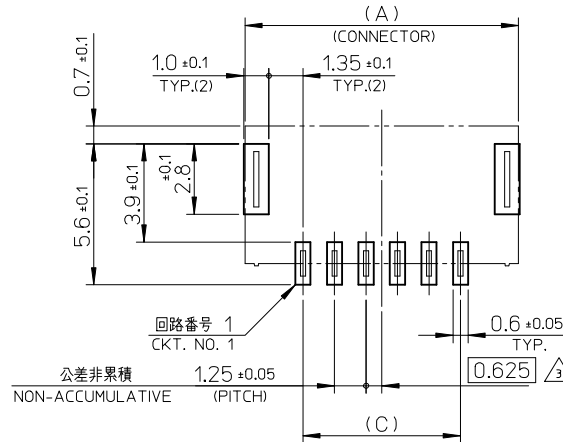 (A)
(CONNECTOR)
1.0 ±0.1
TYP.(2)
1.35 ±0.1
TYP.(2)
0.7 ±0.1
5.6 ±0.1
3.9 ±0.1
2.8 ±0.1
回路番号 1
CKT. NO. 1
0.6 ±0.05
TYP.
0.625
3
公差非累積
NON-ACCUMULATIVE
1.25 ±0.05
(PITCH)
(C)